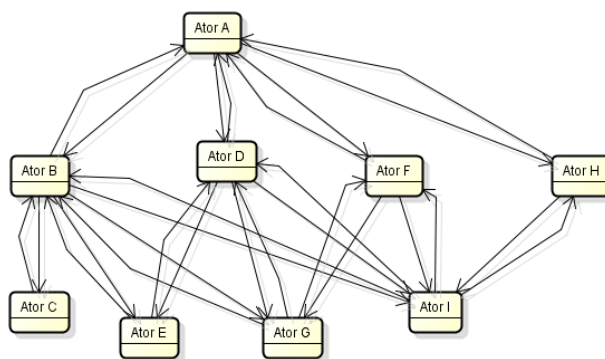 Ator A
Ator B
Ator D
Ator F
Ator H
Ator C
Ator E
Ator G
Ator I